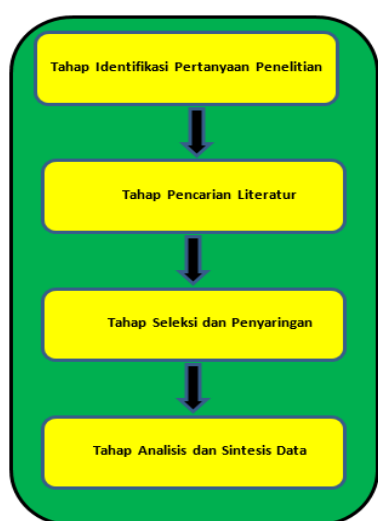 Tahap Identifikasi Pertanyaan Penelitian
Tahap Pencarian Literatur
Tahap Seleksi dan Penyaringan
Tahap Analisis dan Sintesis Data